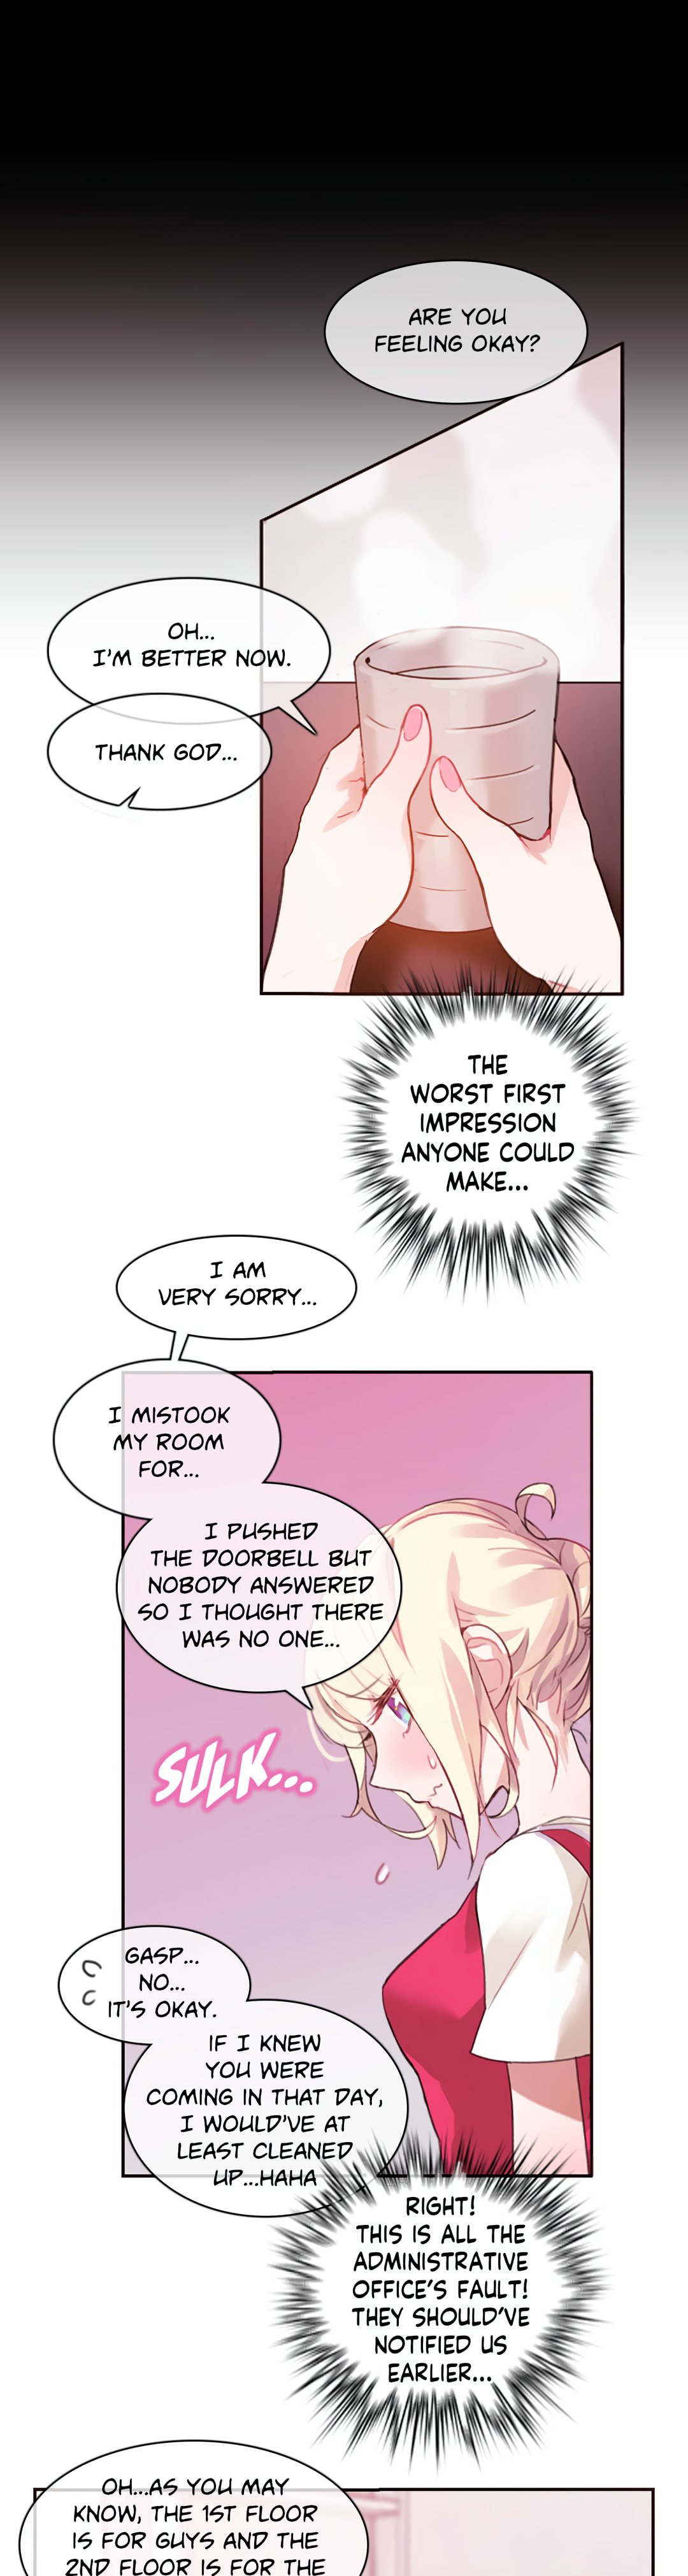 ARE YOU
FEELING OKAY?
OH...
I'M BETTER NOW.
THANK GOD...
THE
WORST FIRST
IMPRESSION
ANYONE COULD
MAKE...
I AM
VERY SORRY...
I MISTOOK
MY ROOM
FOR...
I PUSHED
THE DOORBELL BUT
NOBODY ANSWERED
SO I THOUGHT THERE
WAS NO ONE...
SULK...
GASP...
NO...
IT'S OKAY.
IF I KNEW
YOU WERE
COMING IN THAT DAY,
I WOULD'VE AT
LEAST CLEANED
UP...HAHA
RIGHT!
THIS IS ALL THE
ADMINISTRATIVE
OFFICE'S FAULT!
THEY SHOULD'VE
NOTIFIED US
EARLIER...
OH...AS YOU MAY
KNOW, THE 1ST FLOOR
IS FOR GUYS AND THE
2ND FLOOR IS FOR THE